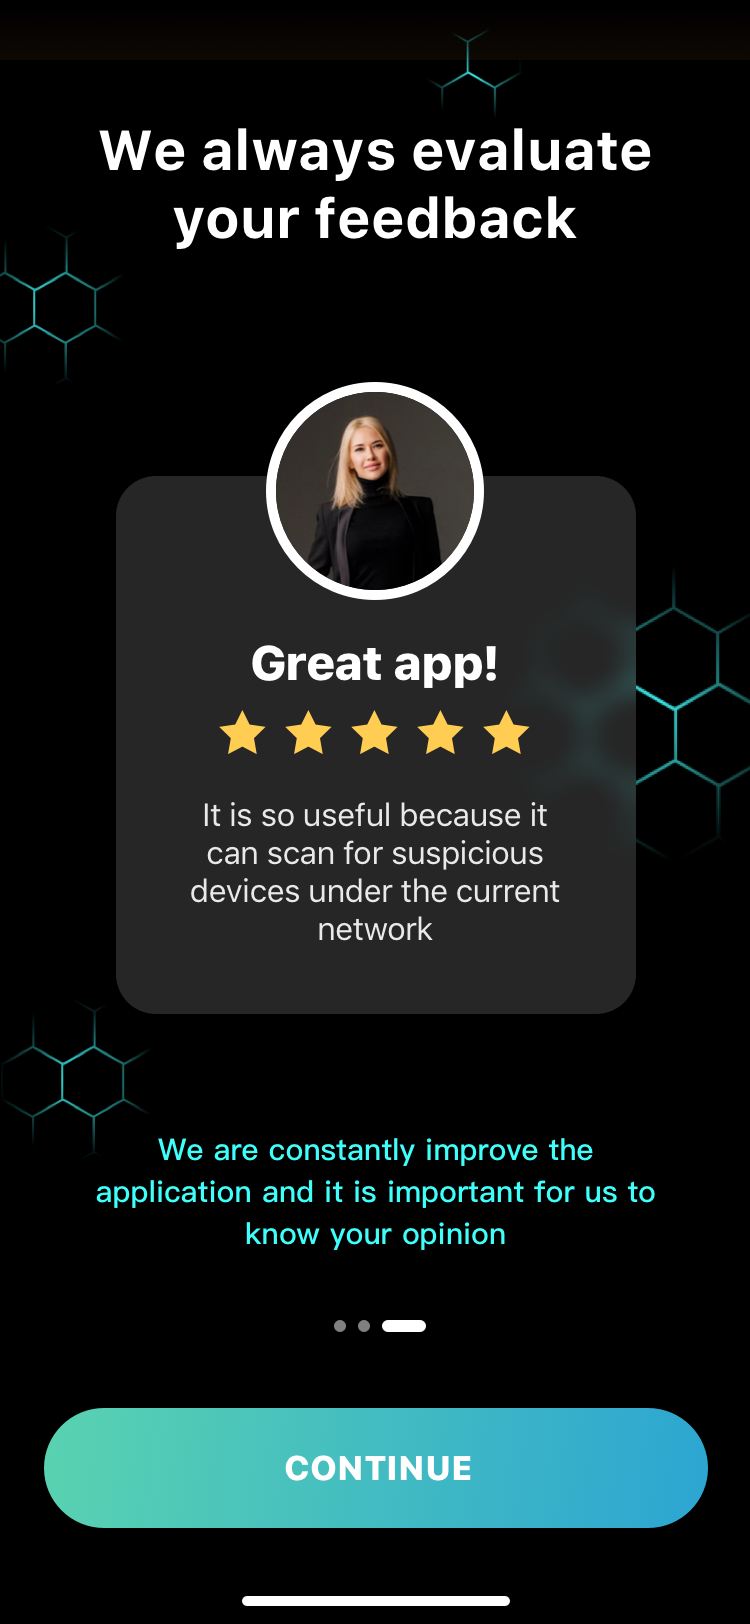 We always evaluate
your feedback
Great app!
It is so useful because it
can scan for suspicious
devices under the current
network
We are constantly improve the
application and it is important for us to
know your opinion
CONTINUE